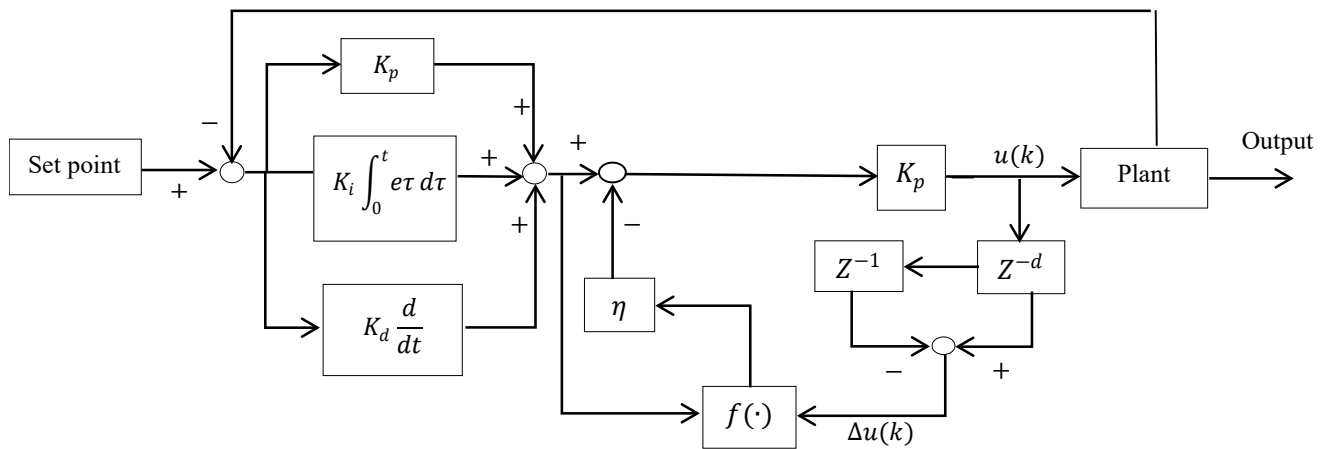 K_p
−
+
Set point
+
K_i ∫_0^t eτ dτ
+
+
K_p
u(k)
Plant
Output
+
−
Z^{−1}
Z^{−d}
η
K_d d/dt
−
+
f(·)
Δu(k)